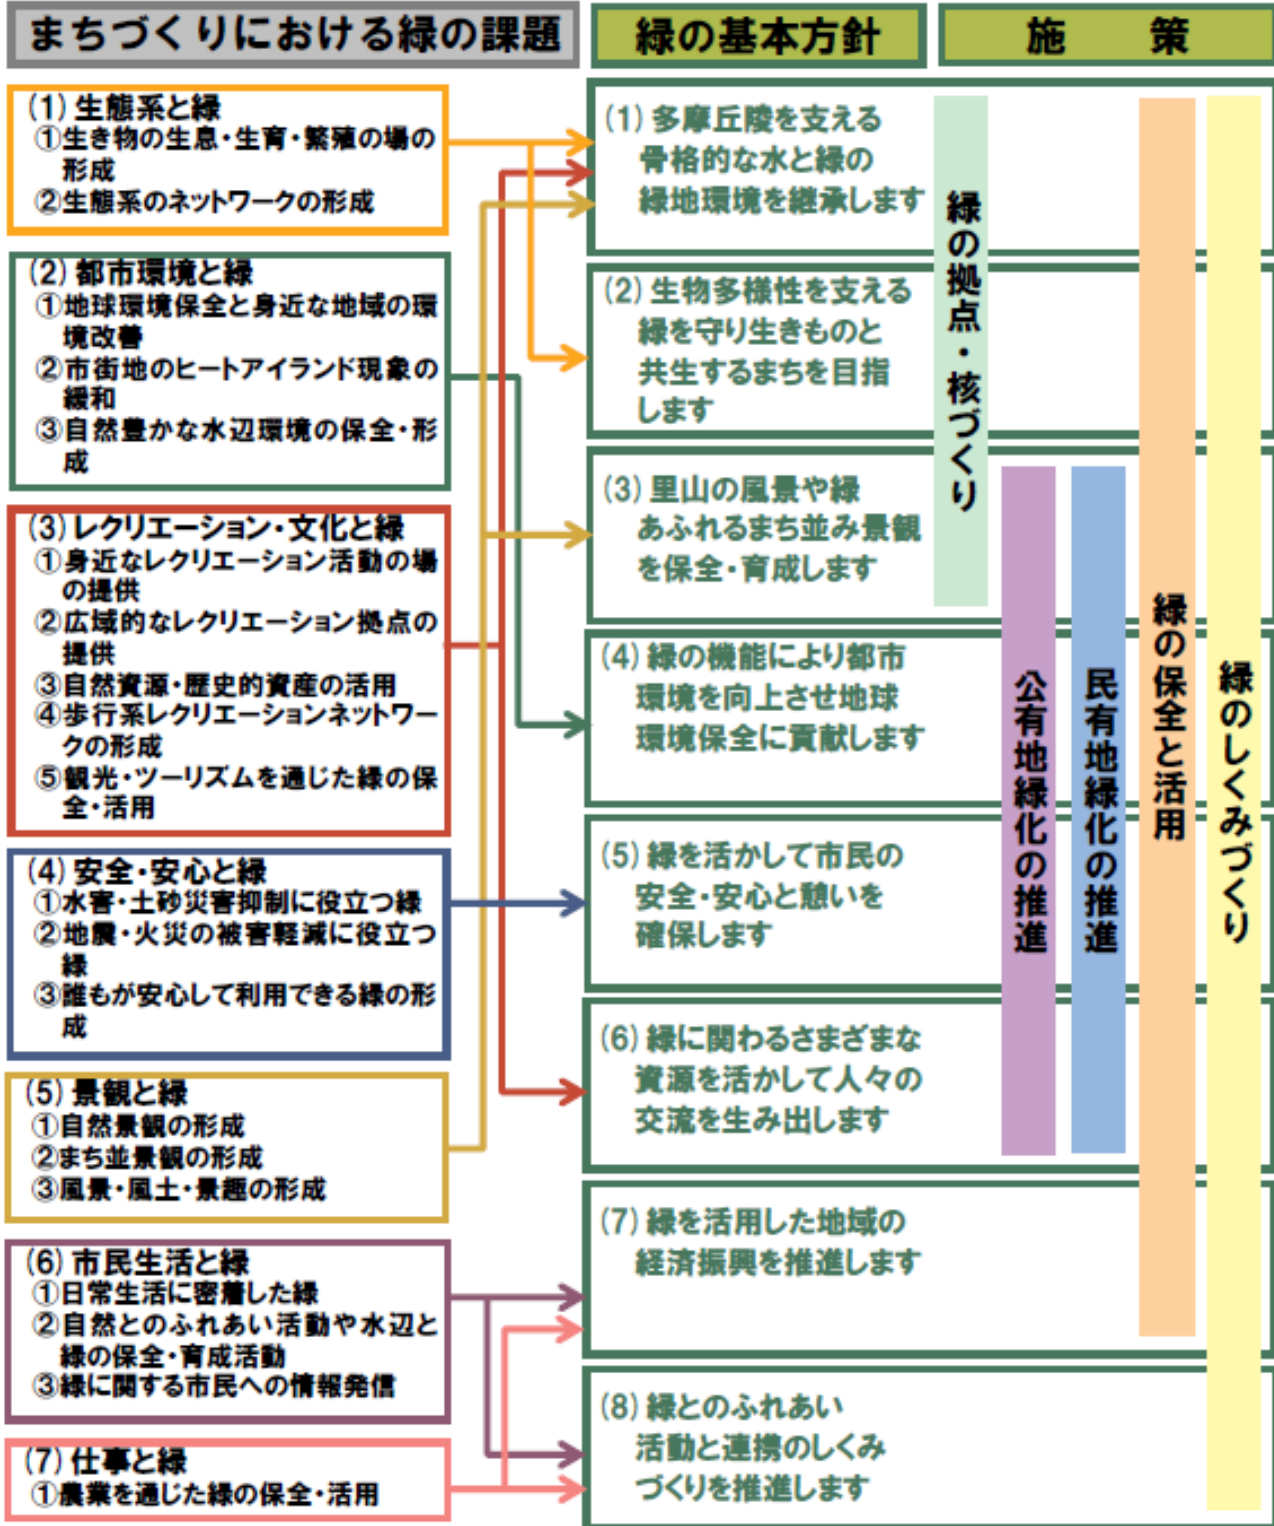 まちづくりにおける緑の課題
(1) 生態系と緑
①生き物の生息・生育・繁殖の場の
形成
②生態系のネットワークの形成
(2) 都市環境と緑
①地球環境保全と身近な地域の環
境改善
②市街地のヒートアイランド現象の
緩和
③自然豊かな水辺環境の保全・形
成
(3) レクリエーション・文化と緑
①身近なレクリエーション活動の場
の提供
②広域的なレクリエーション拠点の
提供
③自然資源・歴史的資産の活用
④歩行系レクリエーションネットワー
クの形成
⑤観光・ツーリズムを通じた緑の保
全・活用
(4) 安全・安心と緑
①水害・土砂災害抑制に役立つ緑
②地震・火災の被害軽減に役立つ
緑
③誰もが安心して利用できる緑の形
成
(5) 景観と緑
①自然景観の形成
②まち並景観の形成
③風景・風土・景趣の形成
(6) 市民生活と緑
①日常生活に密着した緑
②自然とのふれあい活動や水辺と
緑の保全・育成活動
③緑に関する市民への情報発信
(7) 仕事と緑
①農業を通じた緑の保全・活用
緑の基本方針
(1) 多摩丘陵を支える
骨格的な水と緑の
緑地環境を継承します
(2) 生物多様性を支える
緑を守り生きものと
共生するまちを目指
します
(3) 里山の風景や緑
あふれるまち並み景観
を保全・育成します
(4) 緑の機能により都市
環境を向上させ地球
環境保全に貢献します
(5) 緑を活かして市民の
安全・安心と憩いを
確保します
(6) 緑に関わるさまざまな
資源を活かして人々の
交流を生み出します
(7) 緑を活用した地域の
経済振興を推進します
(8) 緑とのふれあい
活動と連携のしくみ
づくりを推進します
施 策
緑の拠点・核づくり
公有地緑化の推進
民有地緑化の推進
緑の保全と活用
緑のしくみづくり